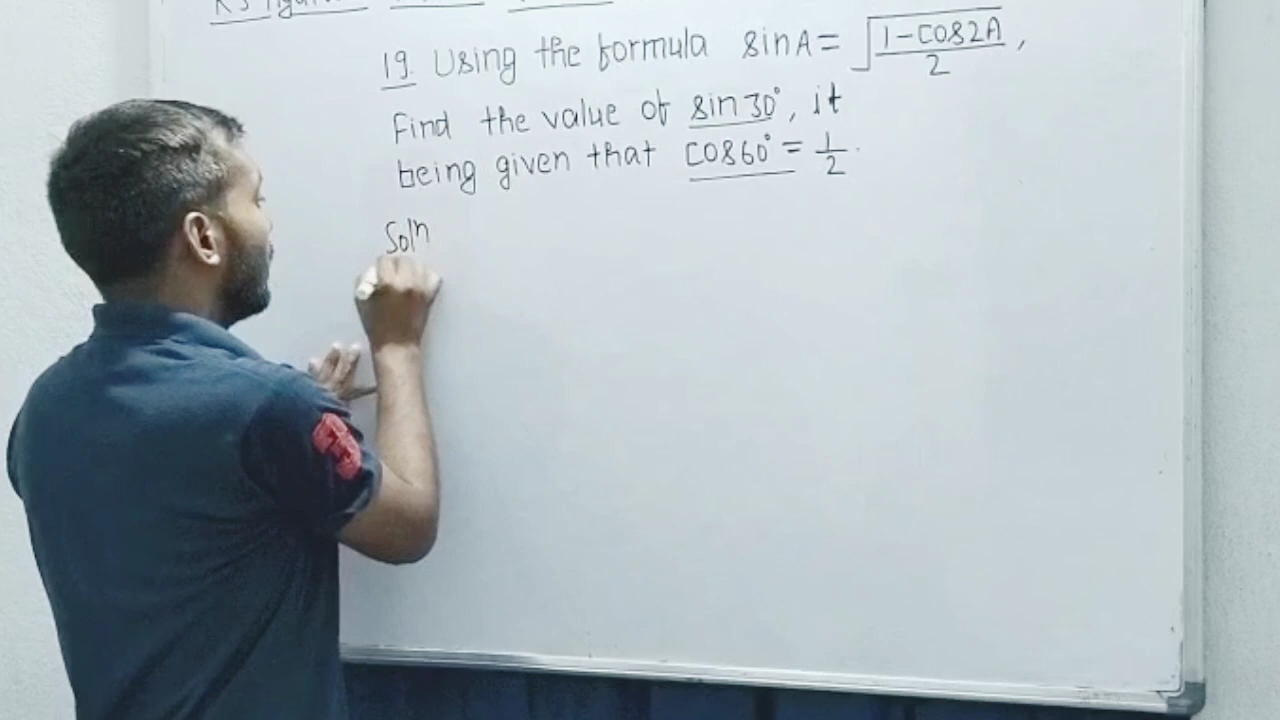 19. Using the formula sinA = √(1-cos2A)/2,
Find the value of sin30°, it
being given that cos60° = 1/2.
Soln